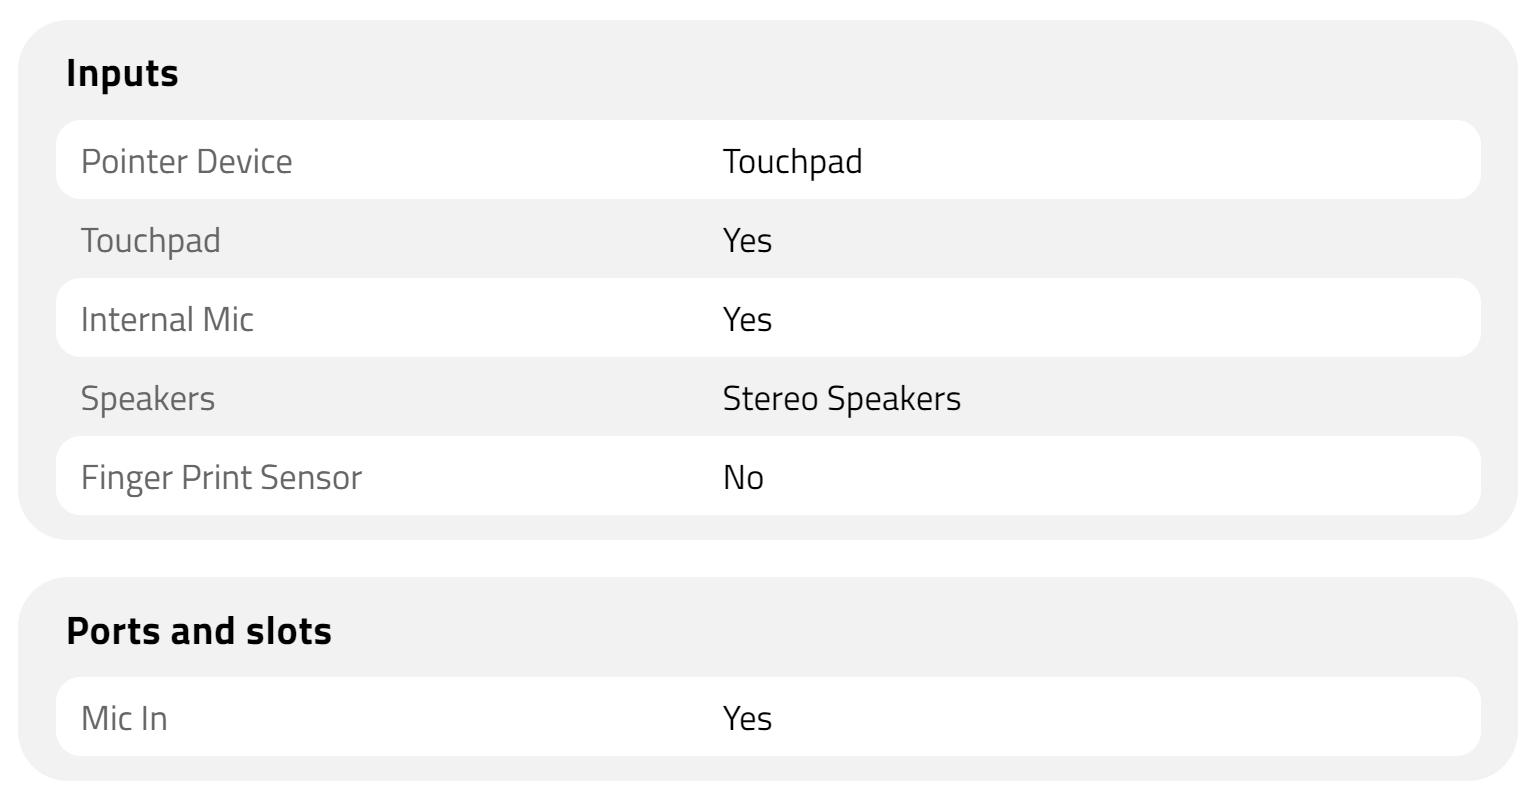 Inputs
Pointer Device Touchpad
Touchpad Yes
Internal Mic Yes
Speakers Stereo Speakers
Finger Print Sensor No
Ports and slots
Mic In Yes